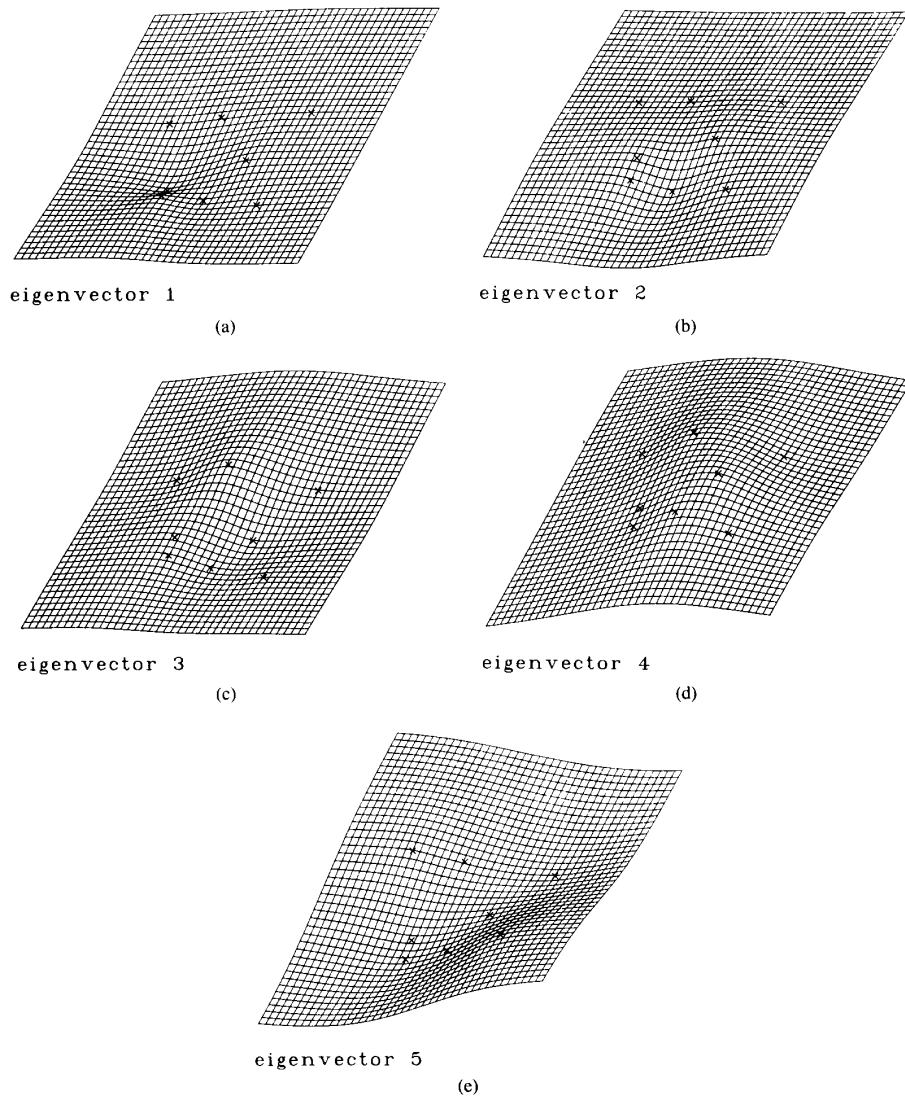 eigenvector 1
eigenvector 2
(a)
(b)
eigenvector 3
eigenvector 4
(c)
(d)
eigenvector 5
(e)